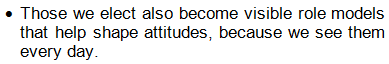 • Those we elect also become visible role models
that help shape attitudes, because we see them
every day.